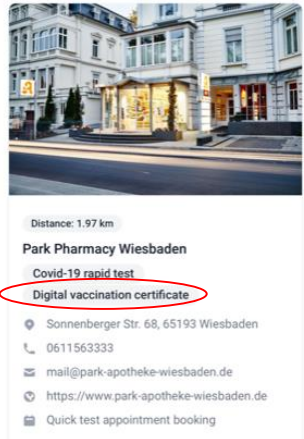 Distance: 1.97 km
Park Pharmacy Wiesbaden
Covid-19 rapid test
Digital vaccination certificate
Sonnenberger Str. 68, 65193 Wiesbaden
0611563333
mail@park-apotheke-wiesbaden.de
https://www.park-apotheke-wiesbaden.de
Quick test appointment booking